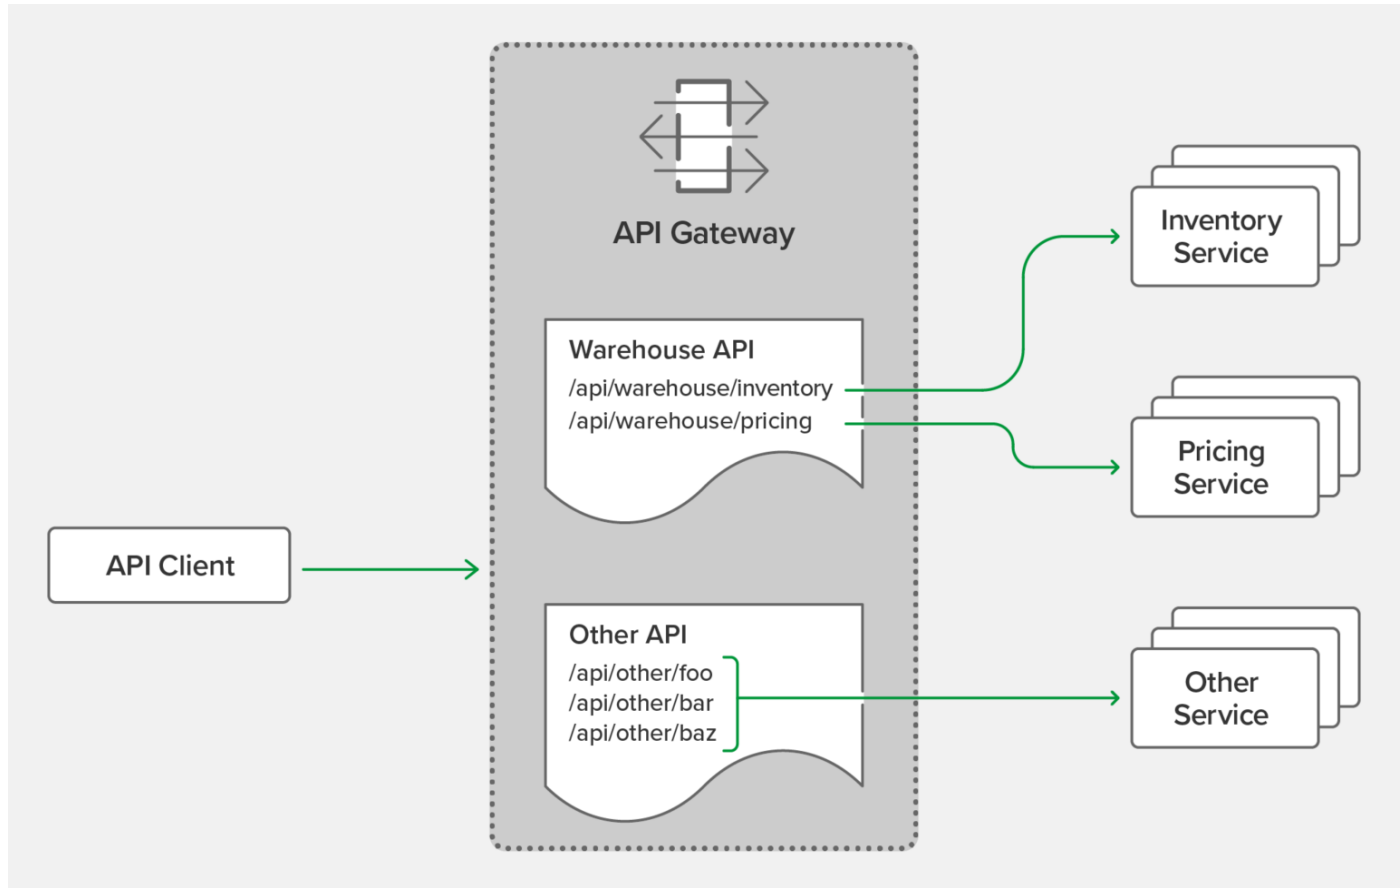 API Gateway
Warehouse API
/api/warehouse/inventory
/api/warehouse/pricing
API Client
Other API
/api/other/foo
/api/other/bar
/api/other/baz
Inventory
Service
Pricing
Service
Other
Service